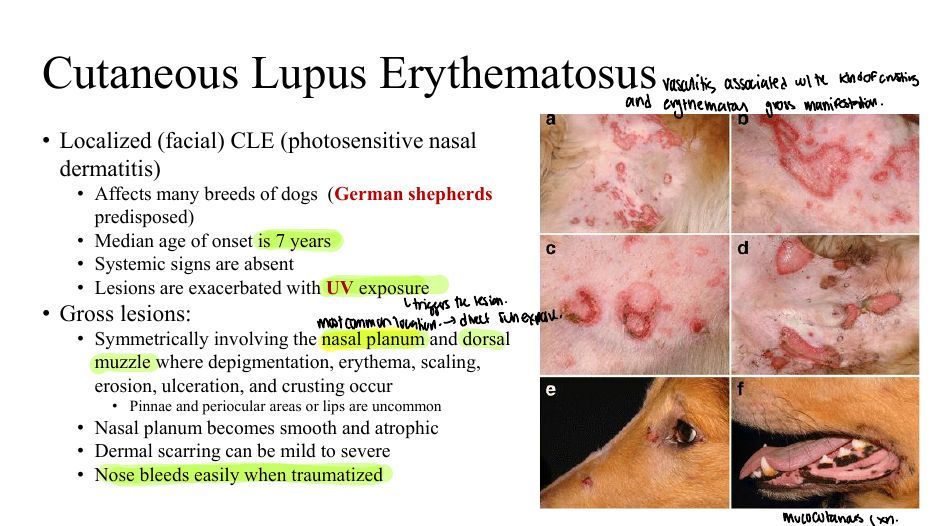 Cutaneous Lupus Erythematosus
vasculitis associated w/ the kind of crusting
and erythematous gross manifestation.
• Localized (facial) CLE (photosensitive nasal
dermatitis)
• Affects many breeds of dogs (German shepherds
predisposed)
• Median age of onset is 7 years
• Systemic signs are absent
• Lesions are exacerbated with UV exposure
↳ triggers the lesion.
• Gross lesions:
most common location. → direct sun exposure.
• Symmetrically involving the nasal planum and dorsal
muzzle where depigmentation, erythema, scaling,
erosion, ulceration, and crusting occur
• Pinnae and periocular areas or lips are uncommon
• Nasal planum becomes smooth and atrophic
• Dermal scarring can be mild to severe
• Nose bleeds easily when traumatized
a
b
c
d
e
f
mucocutaneous